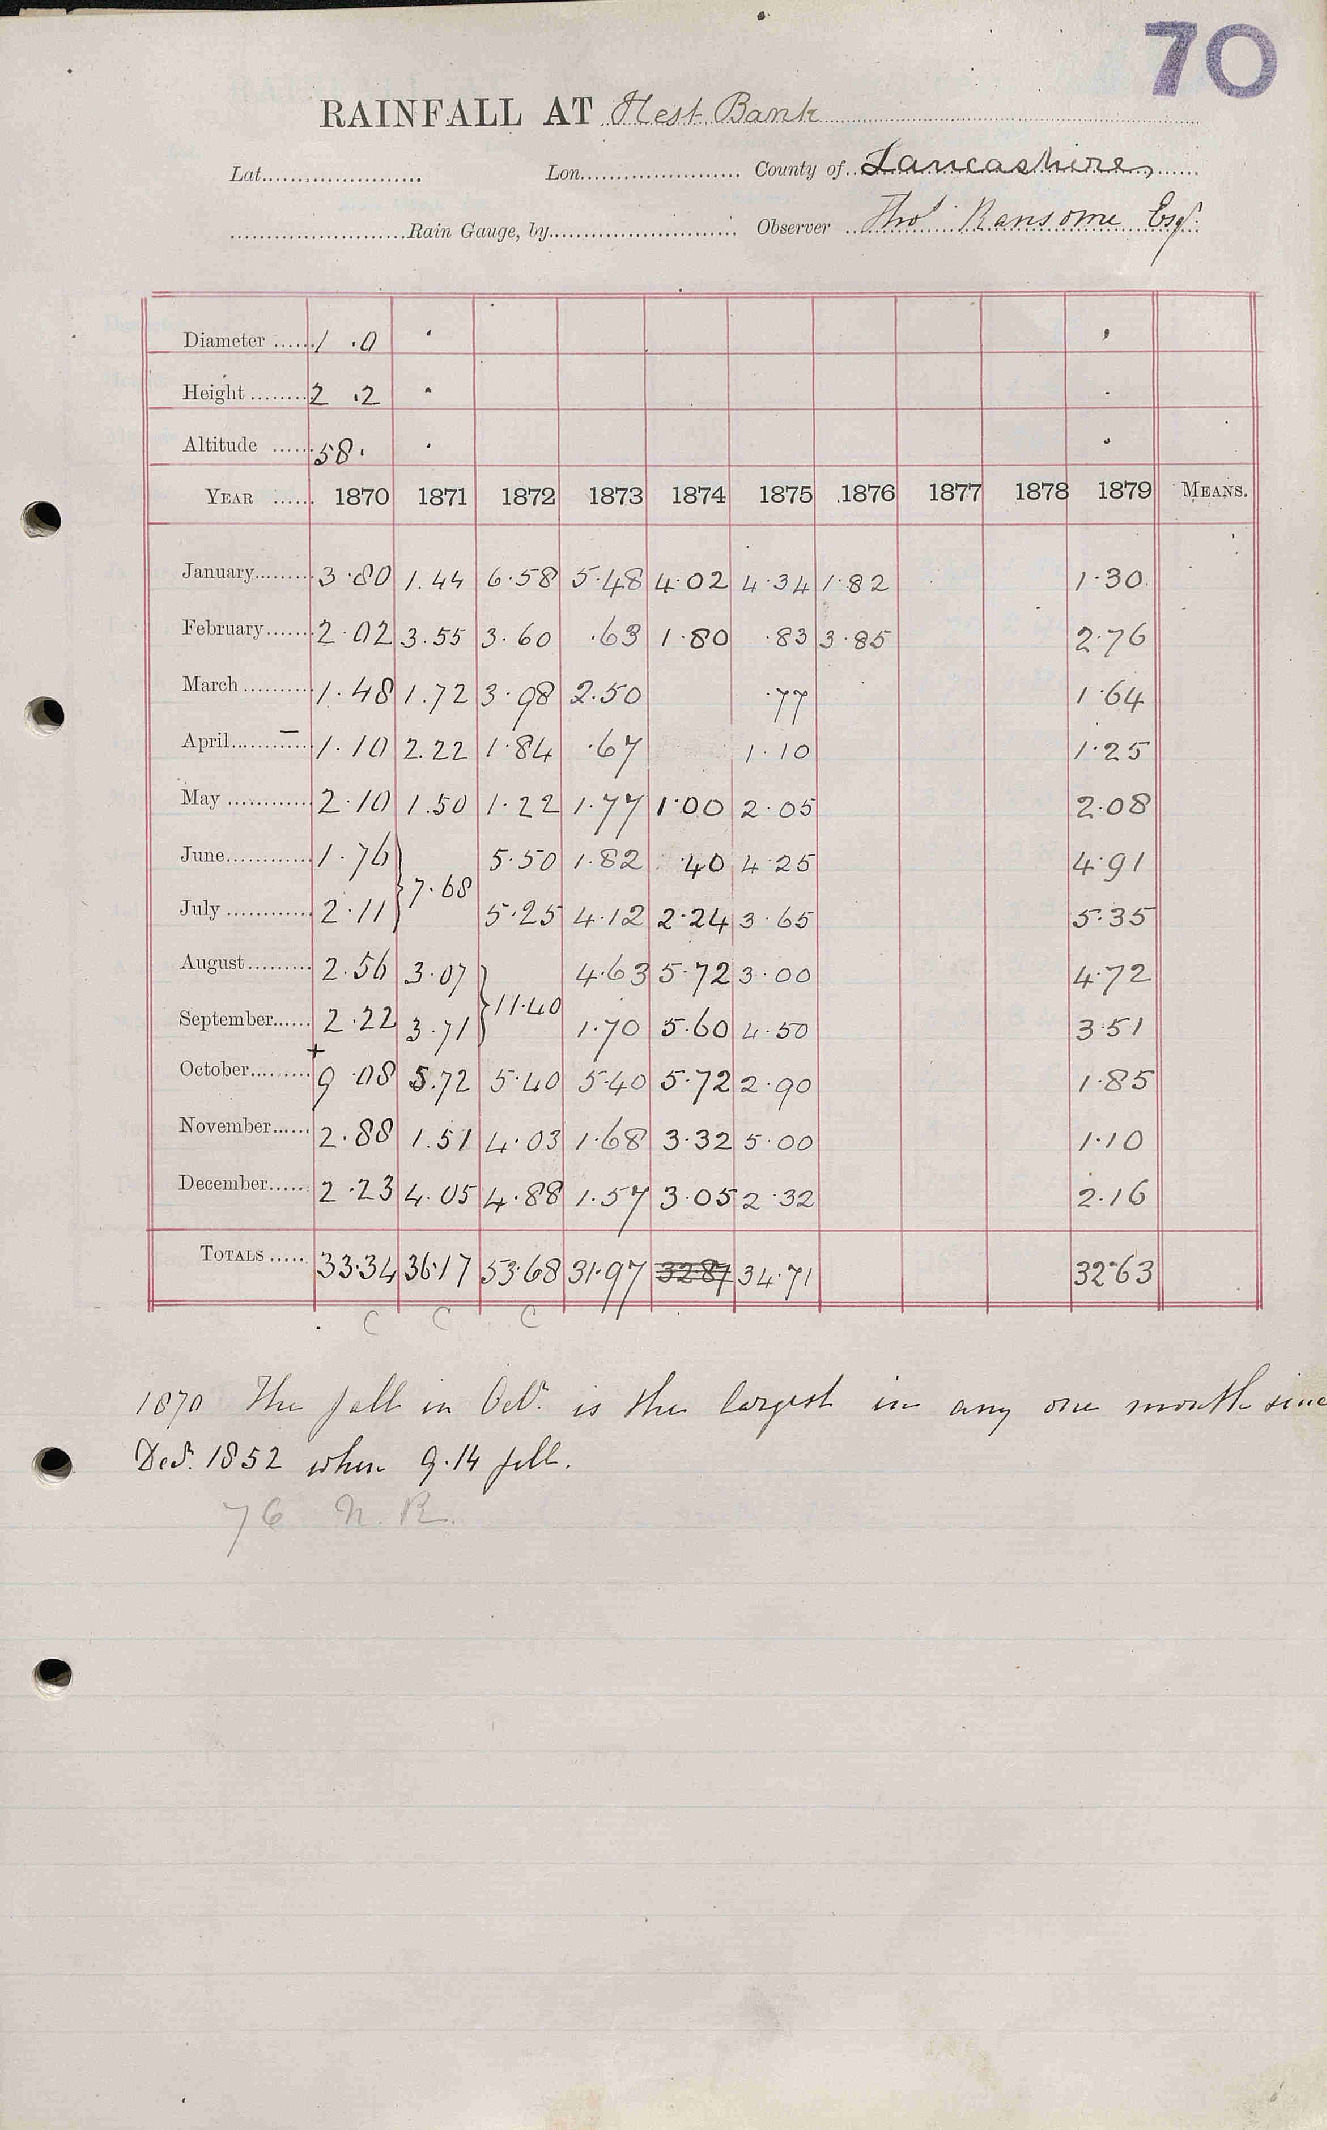 70
RAINFALL AT Hest Bank
Lat. Lon. County of Lancashire
Rain Gauge, by Observer Thos Ransome Esqr
Diameter 1 .0
Height 2 .2
Altitude 58.
YEAR 1870 1871 1872 1873 1874 1875 1876 1877 1878 1879 MEANS.
January 3.80 1.44 6.58 5.48 4.02 4.34 1.82 1.30
February 2.02 3.55 3.60 .63 1.80 .83 3.85 2.76
March 1.48 1.72 3.98 2.50 .77 1.64
April – 1.10 2.22 1.84 .67 1.10 1.25
May 2.10 1.50 1.22 1.77 1.00 2.05 2.08
June 1.76 } 5.50 1.82 .40 4.25 4.91
7.68
July 2.11 } 5.25 4.12 2.24 3.65 5.35
August 2.56 3.07 } 4.63 5.72 3.00 4.72
11.40
September 2.22 3.71 } 1.70 5.60 4.50 3.51
October + 9.08 5.72 5.40 5.40 5.72 2.90 1.85
November 2.88 1.51 4.03 1.68 3.32 5.00 1.10
December 2.23 4.05 4.88 1.57 3.05 2.32 2.16
TOTALS 33.34 36.17 53.68 31.97 32.87 34.71 32.63
C C C
1870 The fall in Octr. is the largest in any one month since
Decr. 1852 when 9.14 fell.
76 N.R.